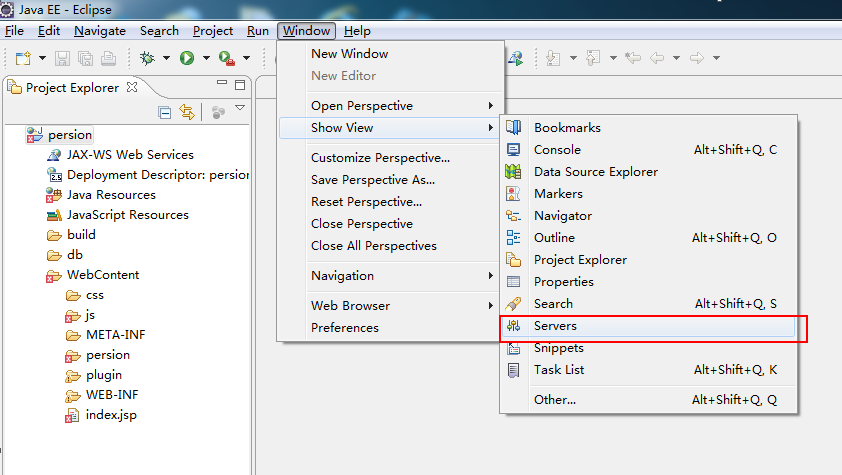 Java EE - Eclipse
File Edit Navigate Search Project Run Window Help
Project Explorer
persion
JAX-WS Web Services
Deployment Descriptor: persion
Java Resources
JavaScript Resources
build
db
WebContent
css
js
META-INF
persion
plugin
WEB-INF
index.jsp
New Window
New Editor
Open Perspective
Show View
Customize Perspective...
Save Perspective As...
Reset Perspective...
Close Perspective
Close All Perspectives
Navigation
Web Browser
Preferences
Bookmarks
Console Alt+Shift+Q, C
Data Source Explorer
Markers
Navigator
Outline Alt+Shift+Q, O
Project Explorer
Properties
Search Alt+Shift+Q, S
Servers
Snippets
Task List Alt+Shift+Q, K
Other... Alt+Shift+Q, Q